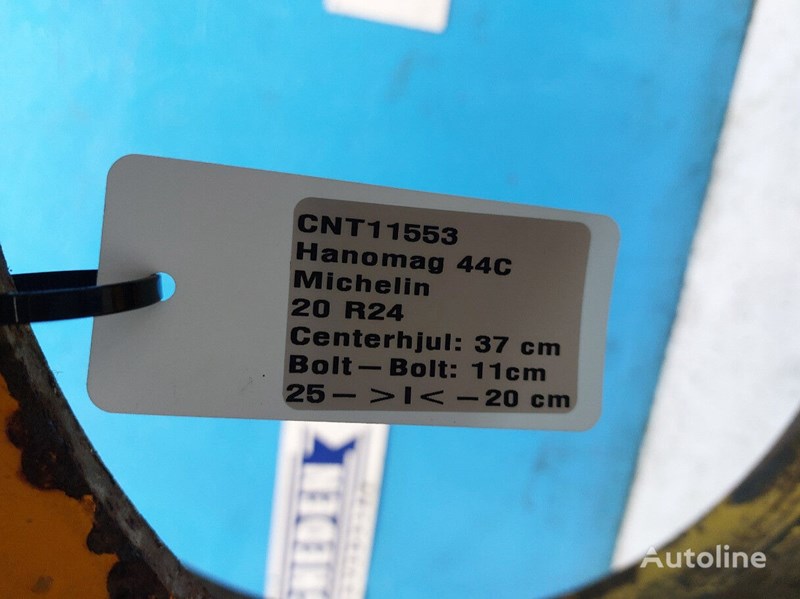 CNT11553
Hanomag 44C
Michelin
20 R24
Centerhjul: 37 cm
Bolt – Bolt: 11cm
25 – >I< –20 cm
Autoline